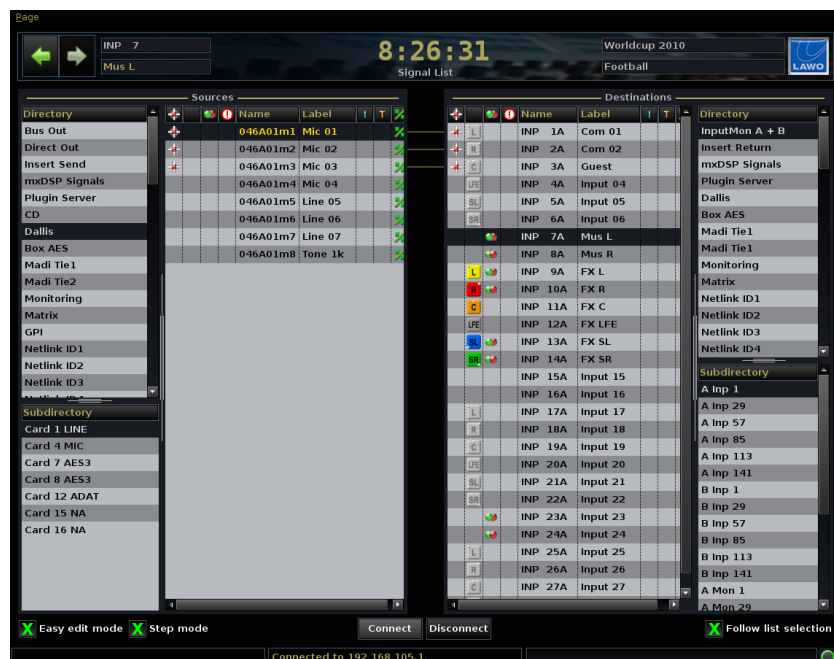 Page
INP 7
Mus L
8:26:31
Signal List
Worldcup 2010
Football
LAWO
Sources
Destinations
Directory
Bus Out
Direct Out
Insert Send
mxDSP Signals
Plugin Server
CD
Dallis
Box AES
Madi Tie1
Madi Tie2
Monitoring
Matrix
GPI
Netlink ID1
Netlink ID2
Netlink ID3
Subdirectory
Card 1 LINE
Card 4 MIC
Card 7 AES3
Card 8 AES3
Card 12 ADAT
Card 15 NA
Card 16 NA
Name Label ! T
046A01m1 Mic 01
046A01m2 Mic 02
046A01m3 Mic 03
046A01m4 Mic 04
046A01m5 Line 05
046A01m6 Line 06
046A01m7 Line 07
046A01m8 Tone 1k
Name Label ! T
L INP 1A Com 01
R INP 2A Com 02
C INP 3A Guest
LFE INP 4A Input 04
SL INP 5A Input 05
SR INP 6A Input 06
INP 7A Mus L
INP 8A Mus R
L INP 9A FX L
R INP 10A FX R
C INP 11A FX C
LFE INP 12A FX LFE
SL INP 13A FX SL
SR INP 14A FX SR
INP 15A Input 15
INP 16A Input 16
L INP 17A Input 17
R INP 18A Input 18
C INP 19A Input 19
LFE INP 20A Input 20
SL INP 21A Input 21
SR INP 22A Input 22
INP 23A Input 23
INP 24A Input 24
L INP 25A Input 25
R INP 26A Input 26
C INP 27A Input 27
Directory
InputMon A + B
Insert Return
mxDSP Signals
Plugin Server
Dallis
Box AES
Madi Tie1
Madi Tie1
Monitoring
Matrix
Netlink ID1
Netlink ID2
Netlink ID3
Netlink ID4
Subdirectory
A Inp 1
A Inp 29
A Inp 57
A Inp 85
A Inp 113
A Inp 141
B Inp 1
B Inp 29
B Inp 57
B Inp 85
B Inp 113
B Inp 141
A Mon 1
A Mon 29
X Easy edit mode X Step mode
Connect Disconnect
X Follow list selection
Connected to 192.168.105.1.